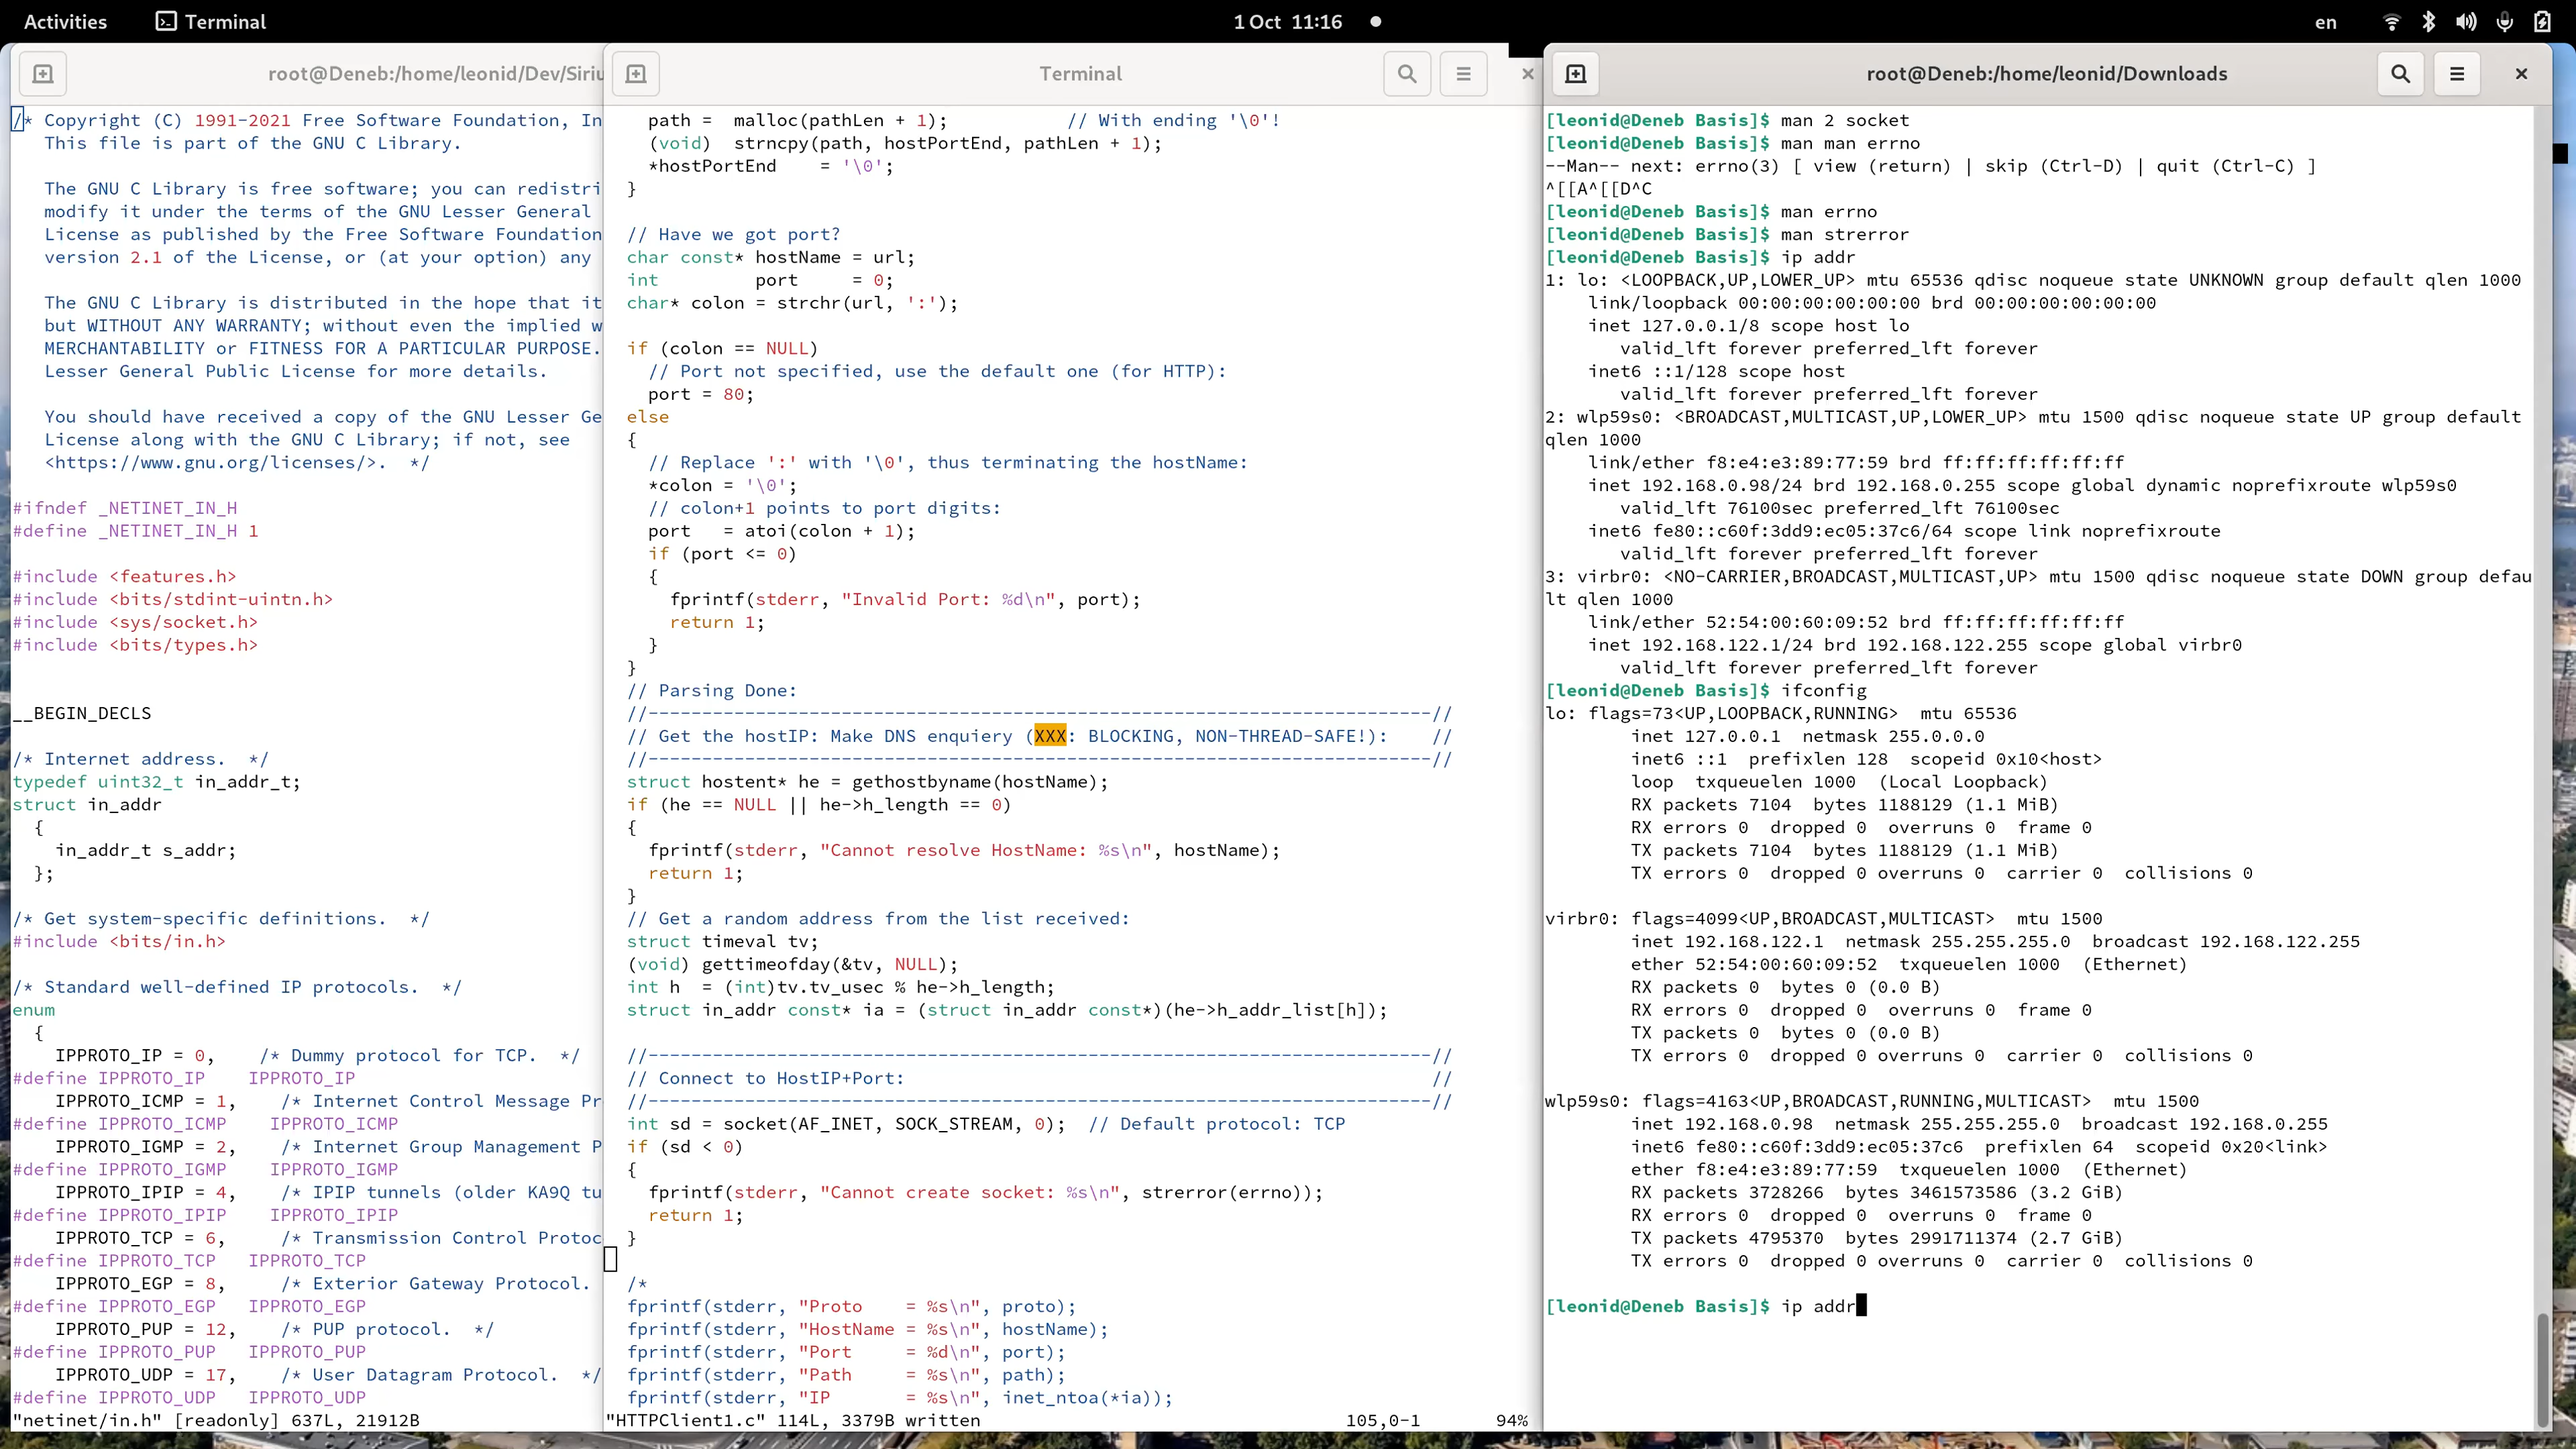 Activities Terminal 1 Oct 11:16 en
root@Deneb:/home/leonid/Dev/Siriu
/* Copyright (C) 1991-2021 Free Software Foundation, In
   This file is part of the GNU C Library.

   The GNU C Library is free software; you can redistri
   modify it under the terms of the GNU Lesser General
   License as published by the Free Software Foundation
   version 2.1 of the License, or (at your option) any

   The GNU C Library is distributed in the hope that it
   but WITHOUT ANY WARRANTY; without even the implied w
   MERCHANTABILITY or FITNESS FOR A PARTICULAR PURPOSE.
   Lesser General Public License for more details.

   You should have received a copy of the GNU Lesser Ge
   License along with the GNU C Library; if not, see
   <https://www.gnu.org/licenses/>.  */

#ifndef _NETINET_IN_H
#define _NETINET_IN_H 1

#include <features.h>
#include <bits/stdint-uintn.h>
#include <sys/socket.h>
#include <bits/types.h>

__BEGIN_DECLS

/* Internet address.  */
typedef uint32_t in_addr_t;
struct in_addr
  {
    in_addr_t s_addr;
  };

/* Get system-specific definitions.  */
#include <bits/in.h>

/* Standard well-defined IP protocols.  */
enum
  {
    IPPROTO_IP = 0,    /* Dummy protocol for TCP.  */
#define IPPROTO_IP    IPPROTO_IP
    IPPROTO_ICMP = 1,    /* Internet Control Message Pr
#define IPPROTO_ICMP    IPPROTO_ICMP
    IPPROTO_IGMP = 2,    /* Internet Group Management P
#define IPPROTO_IGMP    IPPROTO_IGMP
    IPPROTO_IPIP = 4,    /* IPIP tunnels (older KA9Q tu
#define IPPROTO_IPIP    IPPROTO_IPIP
    IPPROTO_TCP = 6,     /* Transmission Control Protoc
#define IPPROTO_TCP   IPPROTO_TCP
    IPPROTO_EGP = 8,     /* Exterior Gateway Protocol.
#define IPPROTO_EGP   IPPROTO_EGP
    IPPROTO_PUP = 12,    /* PUP protocol.  */
#define IPPROTO_PUP   IPPROTO_PUP
    IPPROTO_UDP = 17,    /* User Datagram Protocol.  */
#define IPPROTO_UDP   IPPROTO_UDP
"netinet/in.h" [readonly] 637L, 21912B
Terminal
    path =  malloc(pathLen + 1);           // With ending '\0'!
    (void)  strncpy(path, hostPortEnd, pathLen + 1);
    *hostPortEnd    = '\0';
  }

  // Have we got port?
  char const* hostName = url;
  int         port     = 0;
  char* colon = strchr(url, ':');

  if (colon == NULL)
    // Port not specified, use the default one (for HTTP):
    port = 80;
  else
  {
    // Replace ':' with '\0', thus terminating the hostName:
    *colon = '\0';
    // colon+1 points to port digits:
    port   = atoi(colon + 1);
    if (port <= 0)
    {
      fprintf(stderr, "Invalid Port: %d\n", port);
      return 1;
    }
  }
  // Parsing Done:
  //-------------------------------------------------------------------------//
  // Get the hostIP: Make DNS enquiery (XXX: BLOCKING, NON-THREAD-SAFE!):    //
  //-------------------------------------------------------------------------//
  struct hostent* he = gethostbyname(hostName);
  if (he == NULL || he->h_length == 0)
  {
    fprintf(stderr, "Cannot resolve HostName: %s\n", hostName);
    return 1;
  }
  // Get a random address from the list received:
  struct timeval tv;
  (void) gettimeofday(&tv, NULL);
  int h  = (int)tv.tv_usec % he->h_length;
  struct in_addr const* ia = (struct in_addr const*)(he->h_addr_list[h]);

  //-------------------------------------------------------------------------//
  // Connect to HostIP+Port:                                                 //
  //-------------------------------------------------------------------------//
  int sd = socket(AF_INET, SOCK_STREAM, 0);  // Default protocol: TCP
  if (sd < 0)
  {
    fprintf(stderr, "Cannot create socket: %s\n", strerror(errno));
    return 1;
  }

  /*
  fprintf(stderr, "Proto    = %s\n", proto);
  fprintf(stderr, "HostName = %s\n", hostName);
  fprintf(stderr, "Port     = %d\n", port);
  fprintf(stderr, "Path     = %s\n", path);
  fprintf(stderr, "IP       = %s\n", inet_ntoa(*ia));
"HTTPClient1.c" 114L, 3379B written                105,0-1       94%
root@Deneb:/home/leonid/Downloads
[leonid@Deneb Basis]$ man 2 socket
[leonid@Deneb Basis]$ man man errno
--Man-- next: errno(3) [ view (return) | skip (Ctrl-D) | quit (Ctrl-C) ]
^[[A^[[D^C
[leonid@Deneb Basis]$ man errno
[leonid@Deneb Basis]$ man strerror
[leonid@Deneb Basis]$ ip addr
1: lo: <LOOPBACK,UP,LOWER_UP> mtu 65536 qdisc noqueue state UNKNOWN group default qlen 1000
    link/loopback 00:00:00:00:00:00 brd 00:00:00:00:00:00
    inet 127.0.0.1/8 scope host lo
       valid_lft forever preferred_lft forever
    inet6 ::1/128 scope host
       valid_lft forever preferred_lft forever
2: wlp59s0: <BROADCAST,MULTICAST,UP,LOWER_UP> mtu 1500 qdisc noqueue state UP group default
qlen 1000
    link/ether f8:e4:e3:89:77:59 brd ff:ff:ff:ff:ff:ff
    inet 192.168.0.98/24 brd 192.168.0.255 scope global dynamic noprefixroute wlp59s0
       valid_lft 76100sec preferred_lft 76100sec
    inet6 fe80::c60f:3dd9:ec05:37c6/64 scope link noprefixroute
       valid_lft forever preferred_lft forever
3: virbr0: <NO-CARRIER,BROADCAST,MULTICAST,UP> mtu 1500 qdisc noqueue state DOWN group defau
lt qlen 1000
    link/ether 52:54:00:60:09:52 brd ff:ff:ff:ff:ff:ff
    inet 192.168.122.1/24 brd 192.168.122.255 scope global virbr0
       valid_lft forever preferred_lft forever
[leonid@Deneb Basis]$ ifconfig
lo: flags=73<UP,LOOPBACK,RUNNING>  mtu 65536
        inet 127.0.0.1  netmask 255.0.0.0
        inet6 ::1  prefixlen 128  scopeid 0x10<host>
        loop  txqueuelen 1000  (Local Loopback)
        RX packets 7104  bytes 1188129 (1.1 MiB)
        RX errors 0  dropped 0  overruns 0  frame 0
        TX packets 7104  bytes 1188129 (1.1 MiB)
        TX errors 0  dropped 0 overruns 0  carrier 0  collisions 0

virbr0: flags=4099<UP,BROADCAST,MULTICAST>  mtu 1500
        inet 192.168.122.1  netmask 255.255.255.0  broadcast 192.168.122.255
        ether 52:54:00:60:09:52  txqueuelen 1000  (Ethernet)
        RX packets 0  bytes 0 (0.0 B)
        RX errors 0  dropped 0  overruns 0  frame 0
        TX packets 0  bytes 0 (0.0 B)
        TX errors 0  dropped 0 overruns 0  carrier 0  collisions 0

wlp59s0: flags=4163<UP,BROADCAST,RUNNING,MULTICAST>  mtu 1500
        inet 192.168.0.98  netmask 255.255.255.0  broadcast 192.168.0.255
        inet6 fe80::c60f:3dd9:ec05:37c6  prefixlen 64  scopeid 0x20<link>
        ether f8:e4:e3:89:77:59  txqueuelen 1000  (Ethernet)
        RX packets 3728266  bytes 3461573586 (3.2 GiB)
        RX errors 0  dropped 0  overruns 0  frame 0
        TX packets 4795370  bytes 2991711374 (2.7 GiB)
        TX errors 0  dropped 0 overruns 0  carrier 0  collisions 0

[leonid@Deneb Basis]$ ip addr